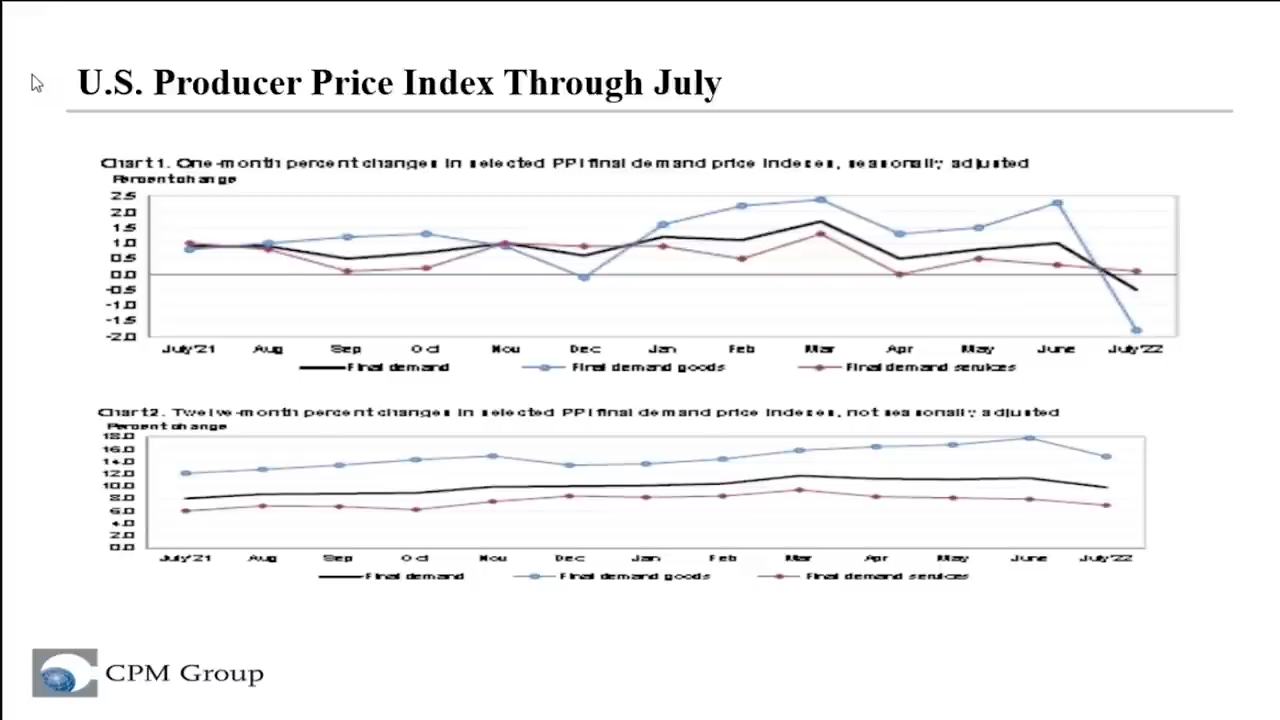 U.S. Producer Price Index Through July
Chart 1. One-month percent changes in selected PPI final demand price indexes, seasonally adjusted
Percent change
2.5
2.0
1.5
1.0
0.5
0.0
-0.5
-1.0
-1.5
-2.0
July'21 Aug Sep Oct Nov Dec Jan Feb Mar Apr May June July'22
Final demand Final demand goods Final demand services
Chart 2. Twelve-month percent changes in selected PPI final demand price indexes, not seasonally adjusted
Percent change
18.0
16.0
14.0
12.0
10.0
8.0
6.0
4.0
2.0
0.0
July'21 Aug Sep Oct Nov Dec Jan Feb Mar Apr May June July'22
Final demand Final demand goods Final demand services
CPM Group